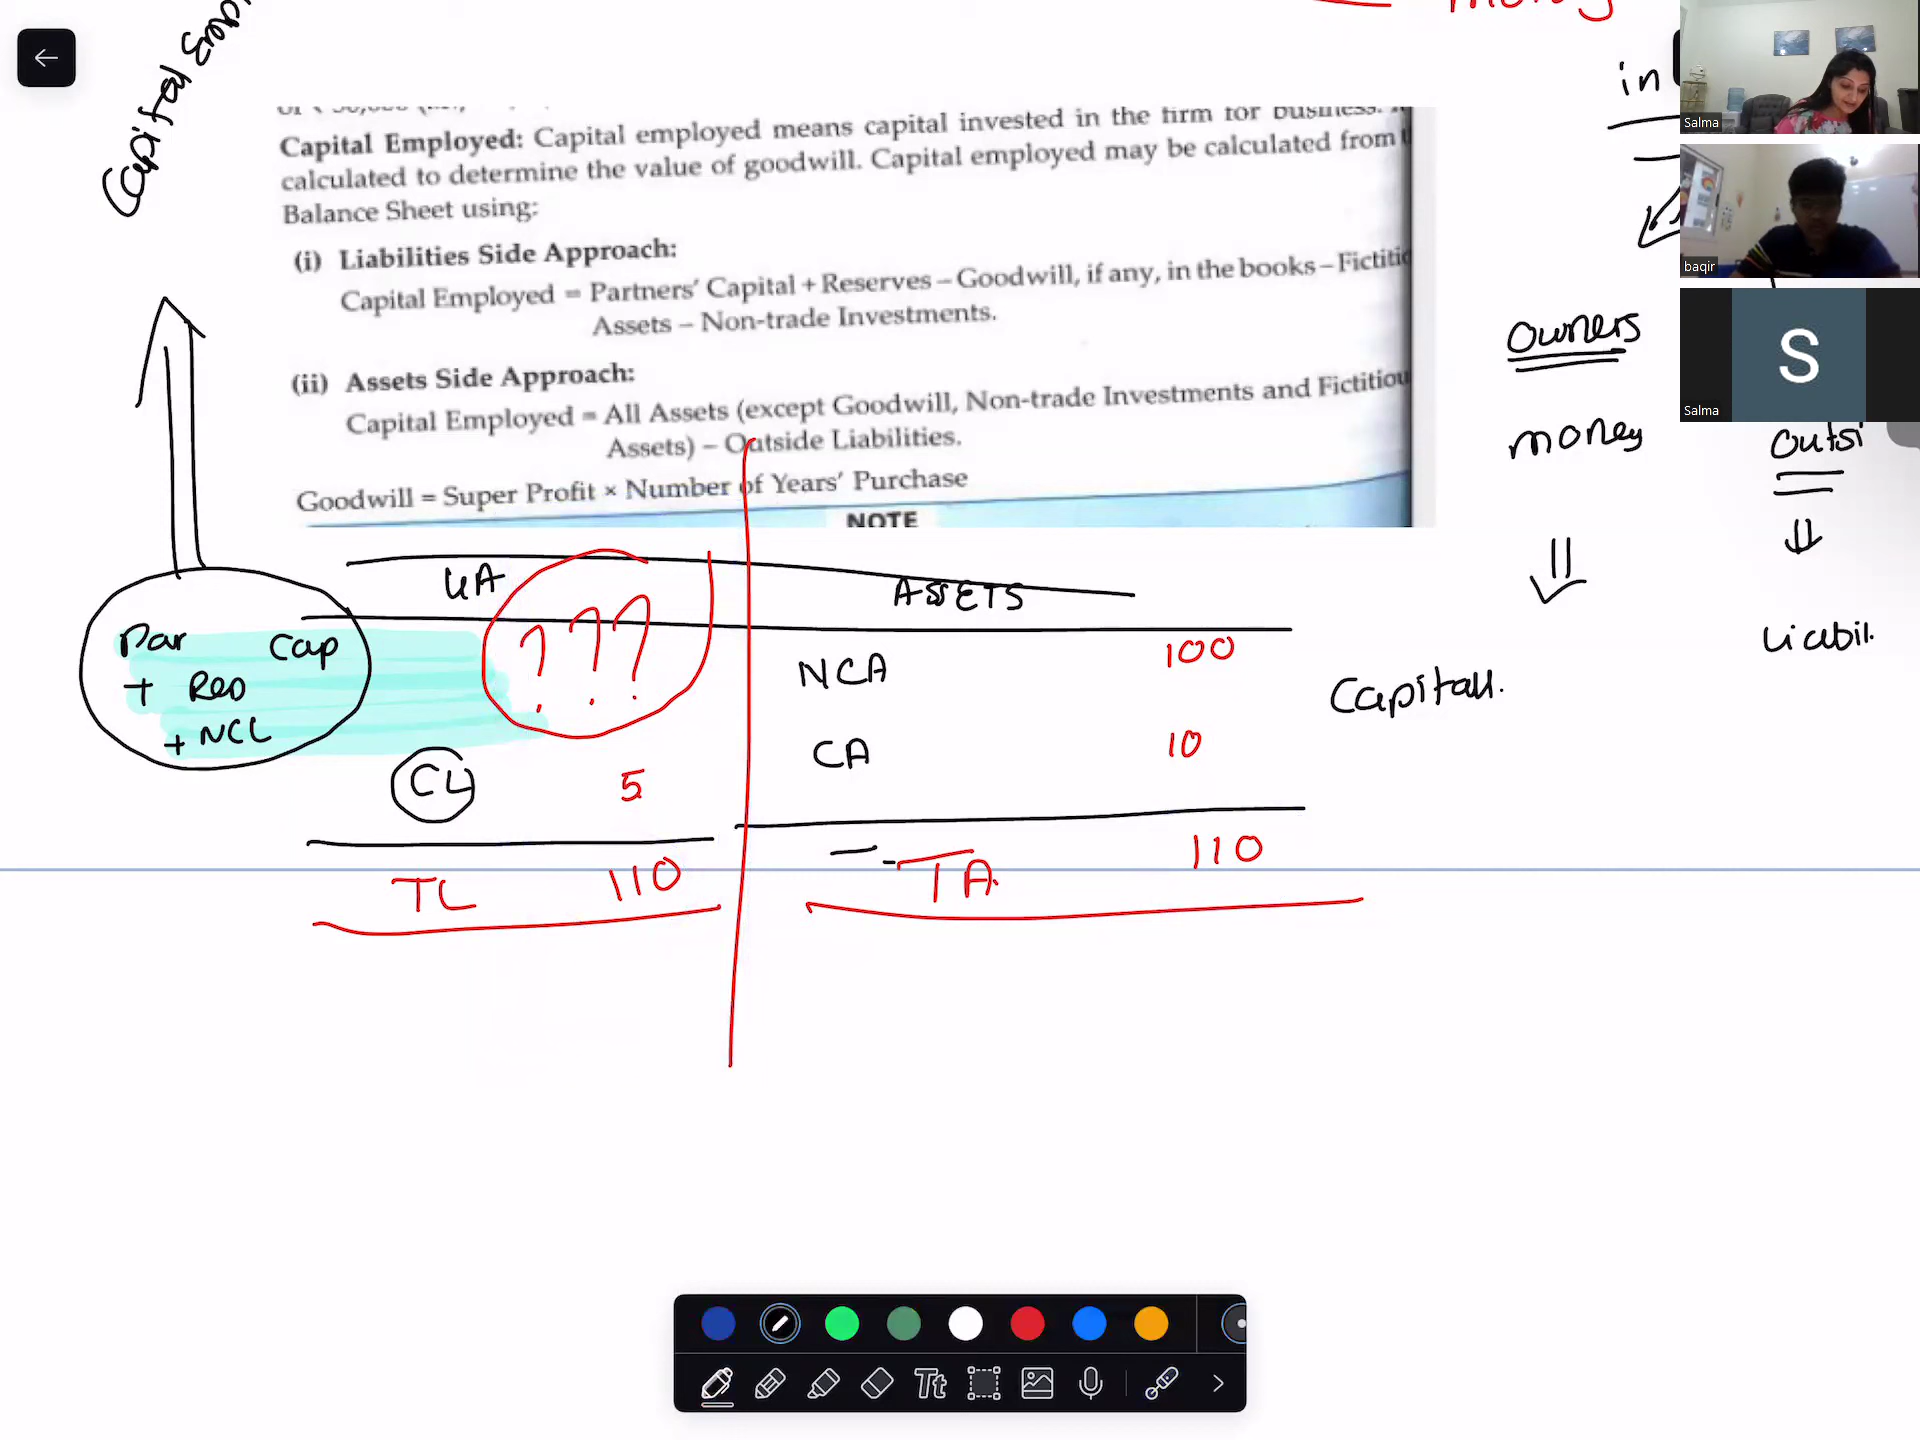 Capital
in
Capital Employed: Capital employed means capital invested in the firm for business.
calculated to determine the value of goodwill. Capital employed may be calculated from
Balance Sheet using:
(i) Liabilities Side Approach:
Capital Employed = Partners' Capital + Reserves – Goodwill, if any, in the books – Fictitio
Assets – Non-trade Investments.
(ii) Assets Side Approach:
Capital Employed = All Assets (except Goodwill, Non-trade Investments and Fictitiou
Assets) – Outside Liabilities.
Goodwill = Super Profit × Number of Years' Purchase
NOTE
Owners
money
Outsi
Liabil.
Capital
LIA
ASSETS
Par Cap
+ Res
+ NCL
???
NCA 100
CA 10
CL 5
TL 110
TA 110
Salma
baqir
S
Salma
Tt